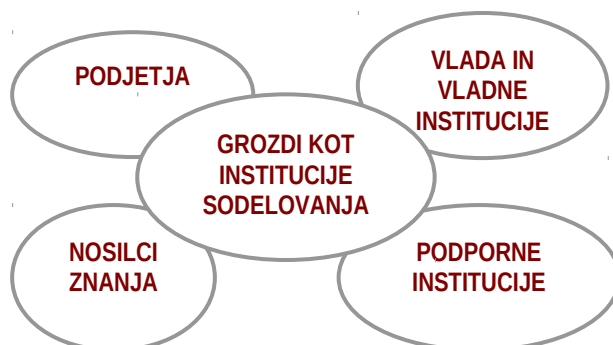 PODJETJA
VLADA IN
VLADNE
INSTITUCIJE
GROZDI KOT
INSTITUCIJE
SODELOVANJA
NOSILCI
ZNANJA
PODPORNE
INSTITUCIJE